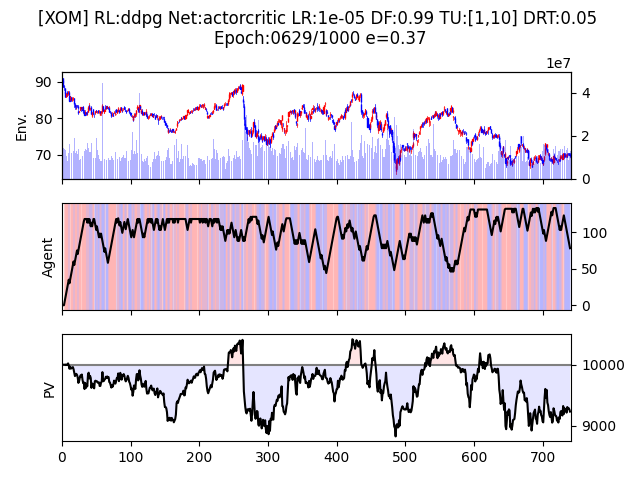 [XOM] RL:ddpg Net:actorcritic LR:1e-05 DF:0.99 TU:[1,10] DRT:0.05
Epoch:0629/1000 e=0.37
1e7
90
80
70
Env.
4
2
0
Agent
100
50
0
PV
10000
9000
0 100 200 300 400 500 600 700